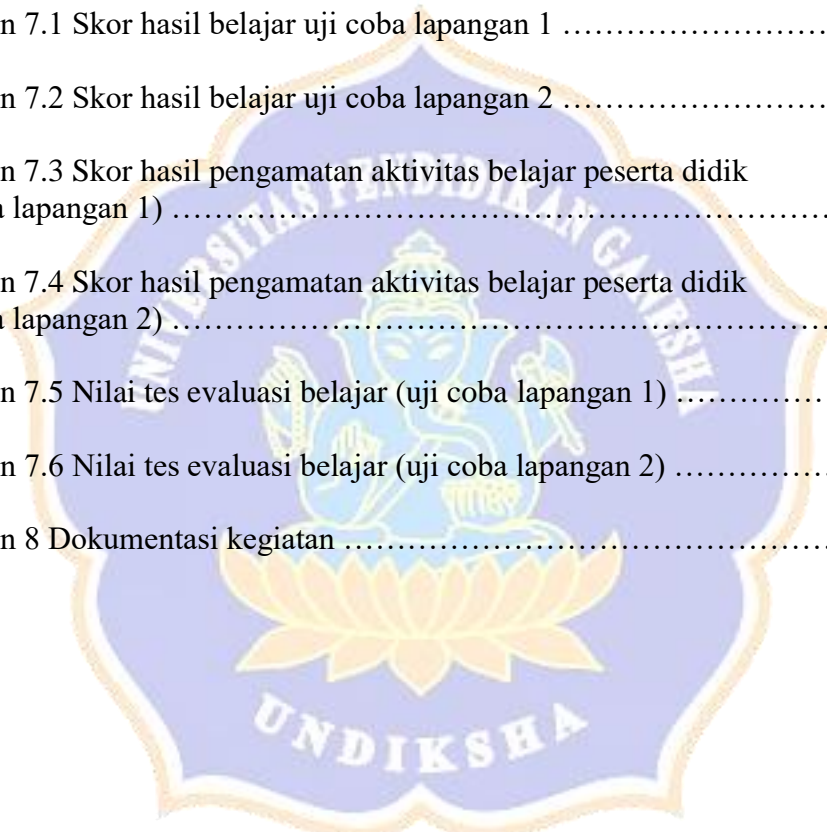 n 7.1 Skor hasil belajar uji coba lapangan 1 ……………………….
n 7.2 Skor hasil belajar uji coba lapangan 2 ……………………….
n 7.3 Skor hasil pengamatan aktivitas belajar peserta didik
a lapangan 1) ………………………………………………………………….
n 7.4 Skor hasil pengamatan aktivitas belajar peserta didik
a lapangan 2) ………………………………………………………………….
n 7.5 Nilai tes evaluasi belajar (uji coba lapangan 1) …………….
n 7.6 Nilai tes evaluasi belajar (uji coba lapangan 2) …………….
n 8 Dokumentasi kegiatan ……………………………………………….
UNIVERSITAS PENDIDIKAN GANESHA
UNDIKSHA